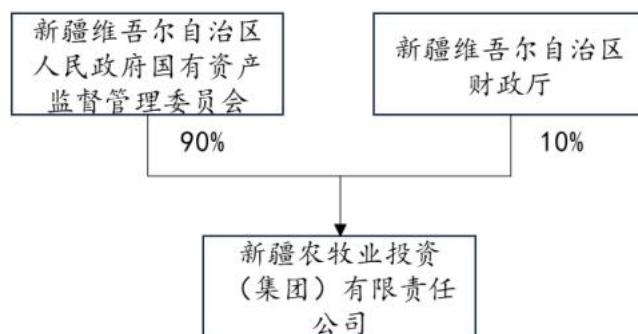 新疆维吾尔自治区
人民政府国有资产
监督管理委员会
新疆维吾尔自治区
财政厅
90%
10%
新疆农牧业投资
（集团）有限责任
公司